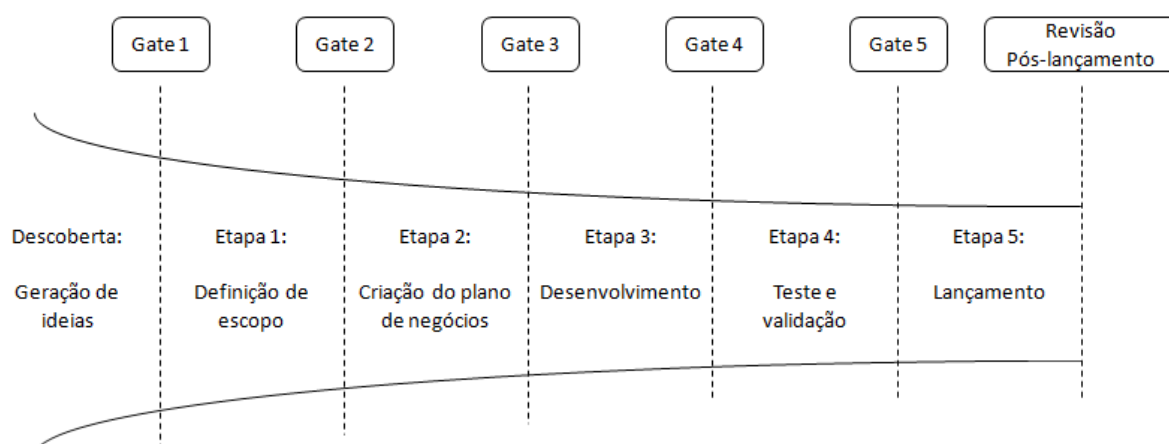 Gate 1
Gate 2
Gate 3
Gate 4
Gate 5
Revisão
Pós-lançamento
Descoberta:
Geração de
ideias
Etapa 1:
Definição de
escopo
Etapa 2:
Criação do plano
de negócios
Etapa 3:
Desenvolvimento
Etapa 4:
Teste e
validação
Etapa 5:
Lançamento